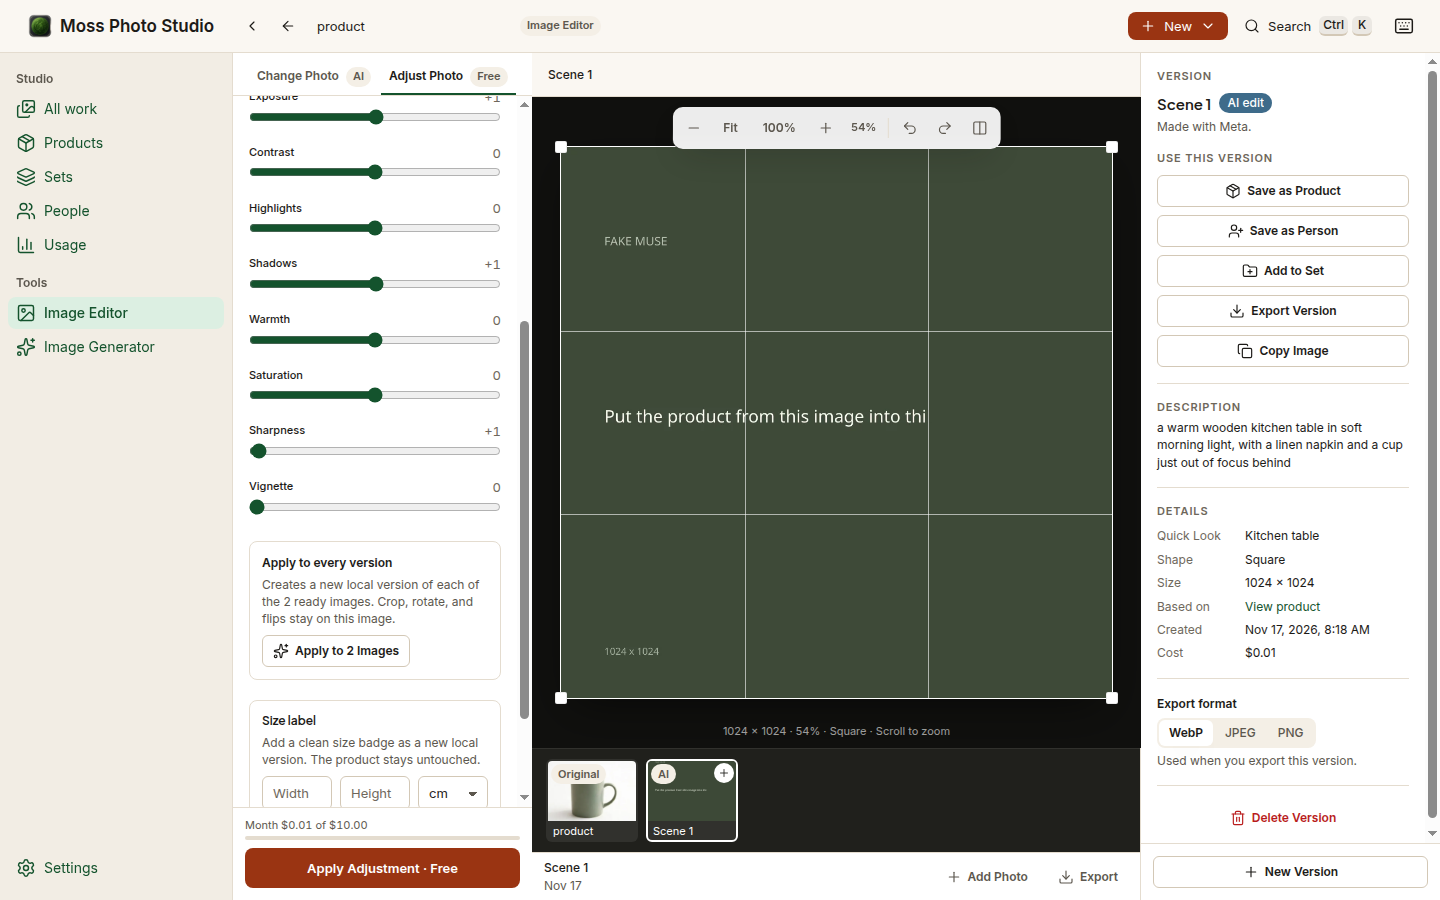 Moss Photo Studio
product
Image Editor
New
Search
Ctrl
K
Studio
All work
Products
Sets
People
Usage
Tools
Image Editor
Image Generator
Settings
Change Photo AI
Adjust Photo Free
Exposure +1
Contrast 0
Highlights 0
Shadows +1
Warmth 0
Saturation 0
Sharpness +1
Vignette 0
Apply to every version
Creates a new local version of each of
the 2 ready images. Crop, rotate, and
flips stay on this image.
Apply to 2 Images
Size label
Add a clean size badge as a new local
version. The product stays untouched.
Width
Height
cm
Month $0.01 of $10.00
Apply Adjustment · Free
Scene 1
Fit
100%
54%
FAKE MUSE
Put the product from this image into thi
1024 x 1024
1024 × 1024 · 54% · Square · Scroll to zoom
Original
product
AI
Scene 1
Scene 1
Nov 17
Add Photo
Export
VERSION
Scene 1 AI edit
Made with Meta.
USE THIS VERSION
Save as Product
Save as Person
Add to Set
Export Version
Copy Image
DESCRIPTION
a warm wooden kitchen table in soft
morning light, with a linen napkin and a cup
just out of focus behind
DETAILS
Quick Look Kitchen table
Shape Square
Size 1024 × 1024
Based on View product
Created Nov 17, 2026, 8:18 AM
Cost $0.01
Export format
WebP
JPEG
PNG
Used when you export this version.
Delete Version
New Version